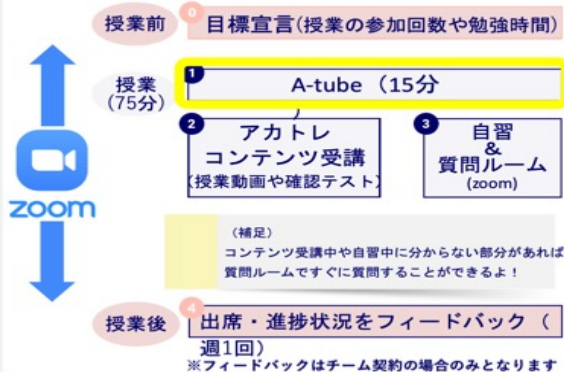 授業前
0
目標宣言(授業の参加回数や勉強時間)
授業
(75分)
1
A-tube（15分
2
アカトレ
コンテンツ受講
(授業動画や確認テスト)
3
自習
&
質問ルーム
(zoom)
zoom
（補足）
コンテンツ受講中や自習中に分からない部分があれば
質問ルームですぐに質問することができるよ！
授業後
4
出席・進捗状況をフィードバック（
週1回）
※フィードバックはチーム契約の場合のみとなります